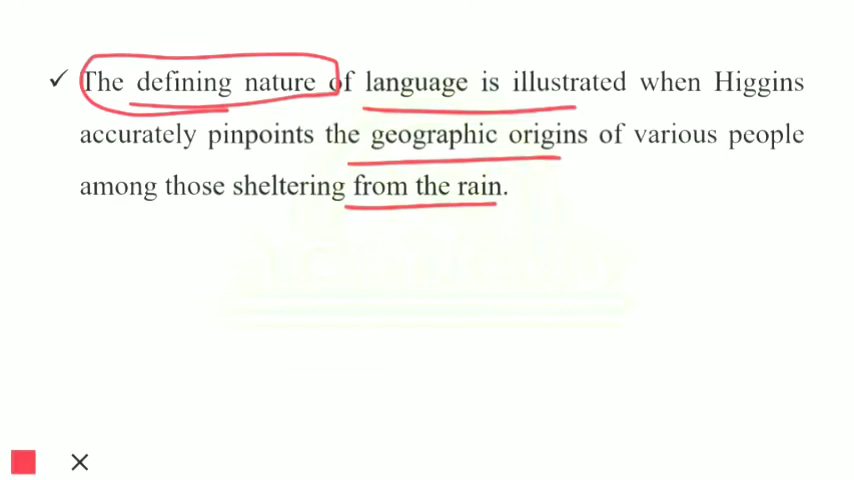 ✓ The defining nature of language is illustrated when Higgins
accurately pinpoints the geographic origins of various people
among those sheltering from the rain.